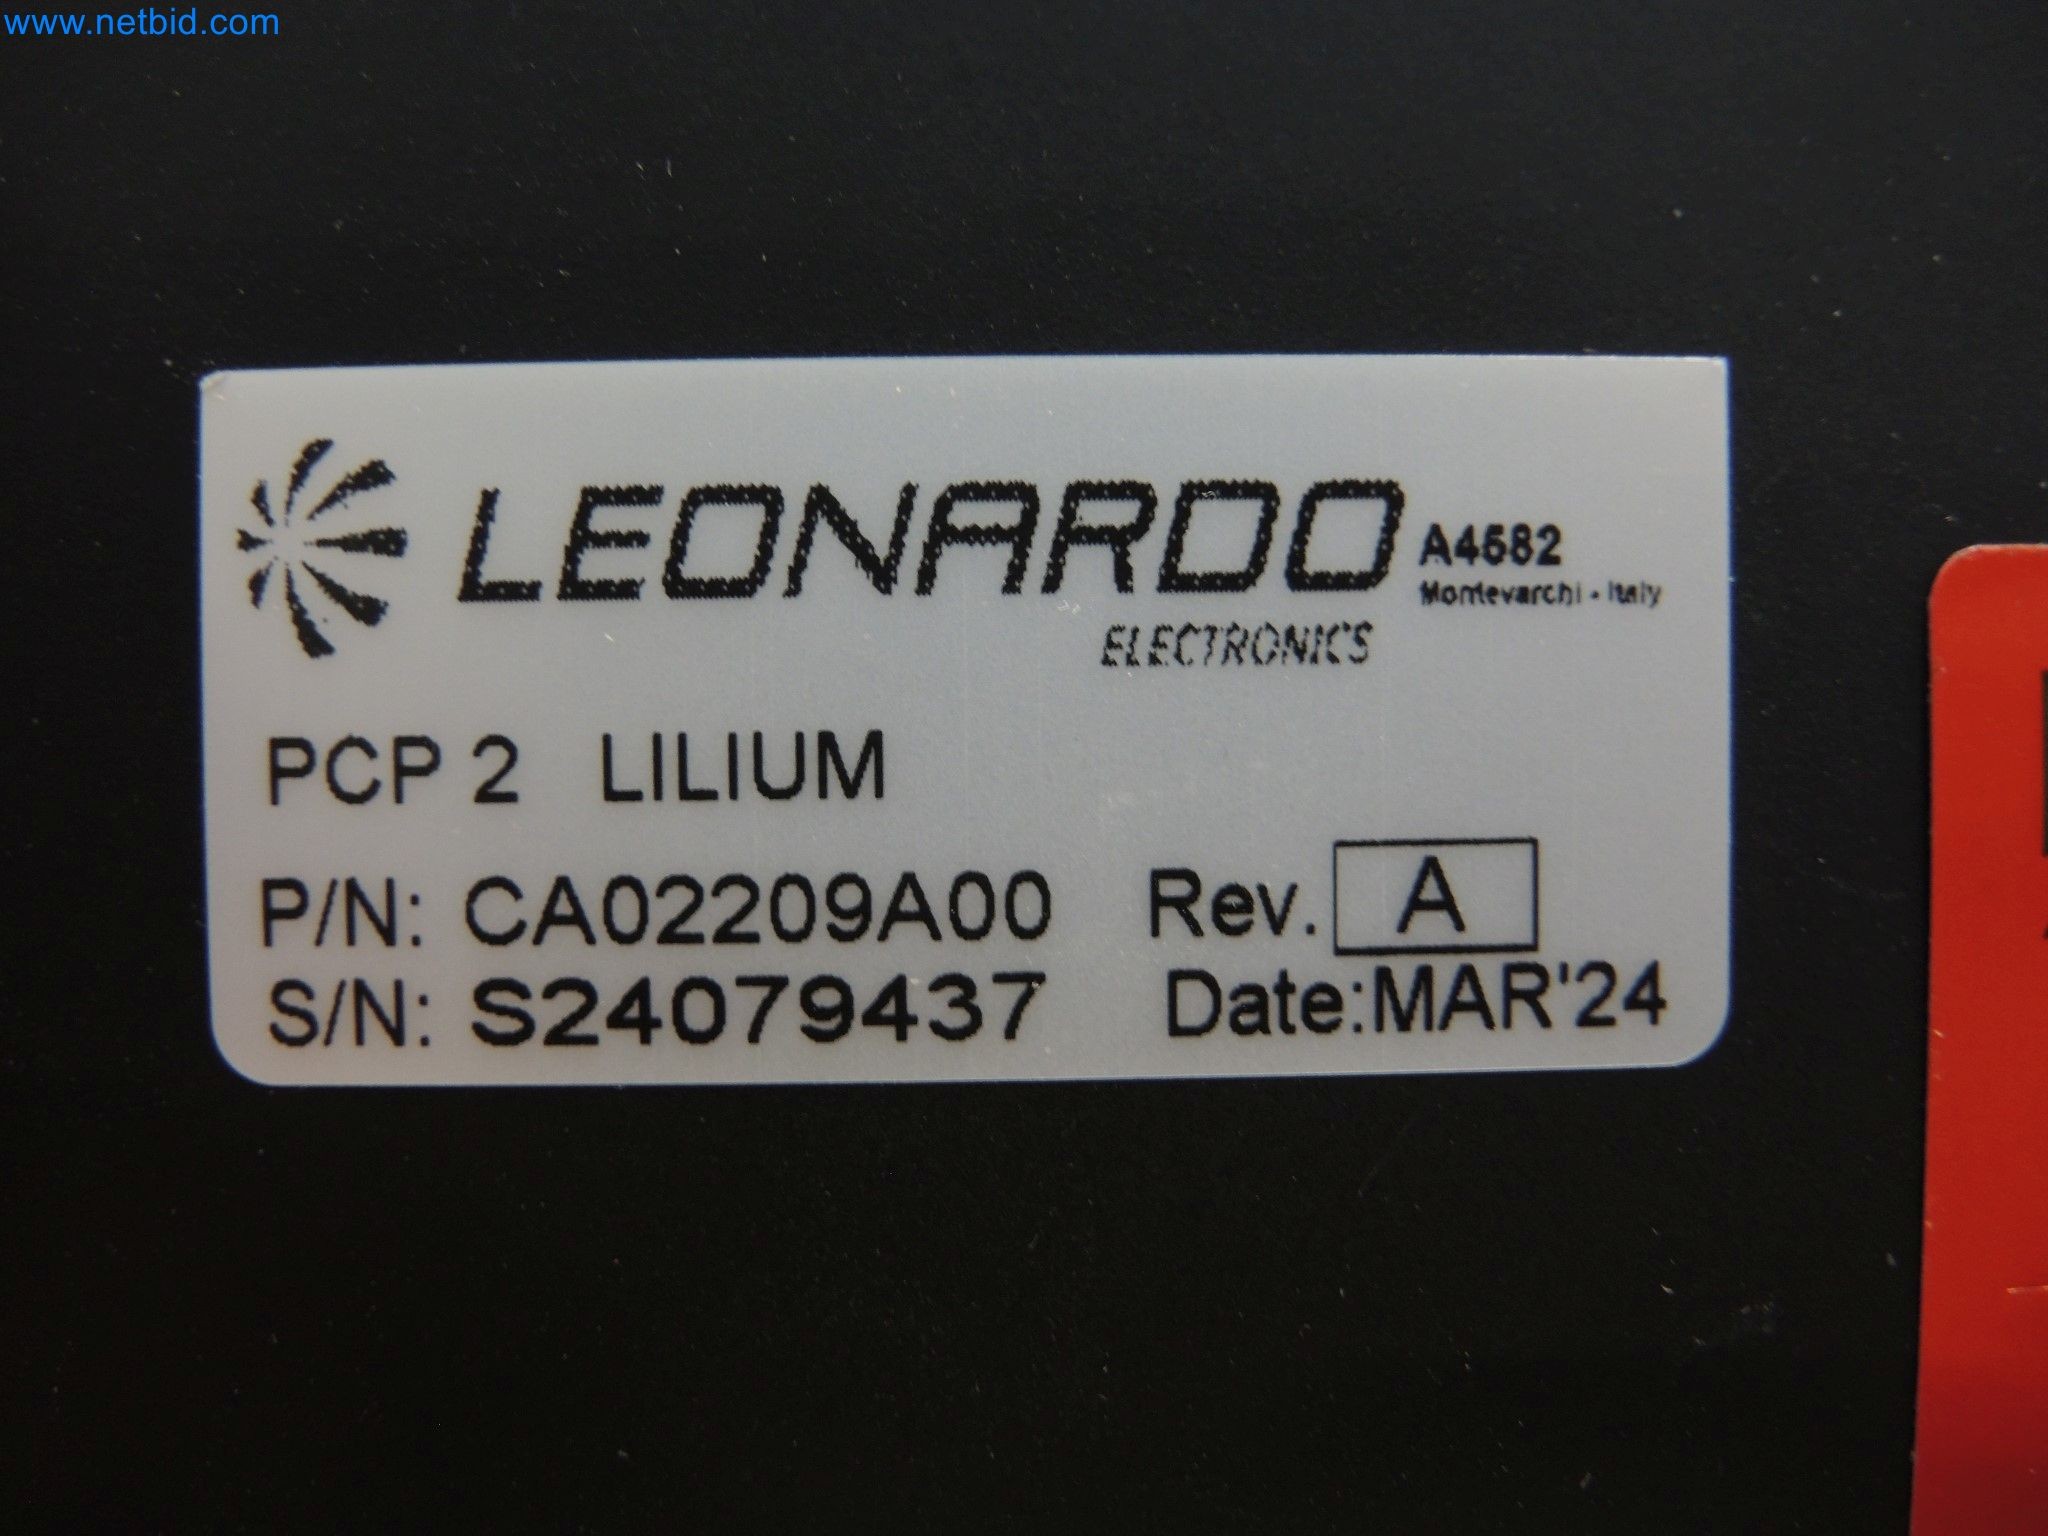 www.netbid.com
LEONARDO A4582
Montevarchi - Italy
ELECTRONICS
PCP 2 LILIUM
P/N: CA02209A00 Rev. A
S/N: S24079437 Date:MAR'24